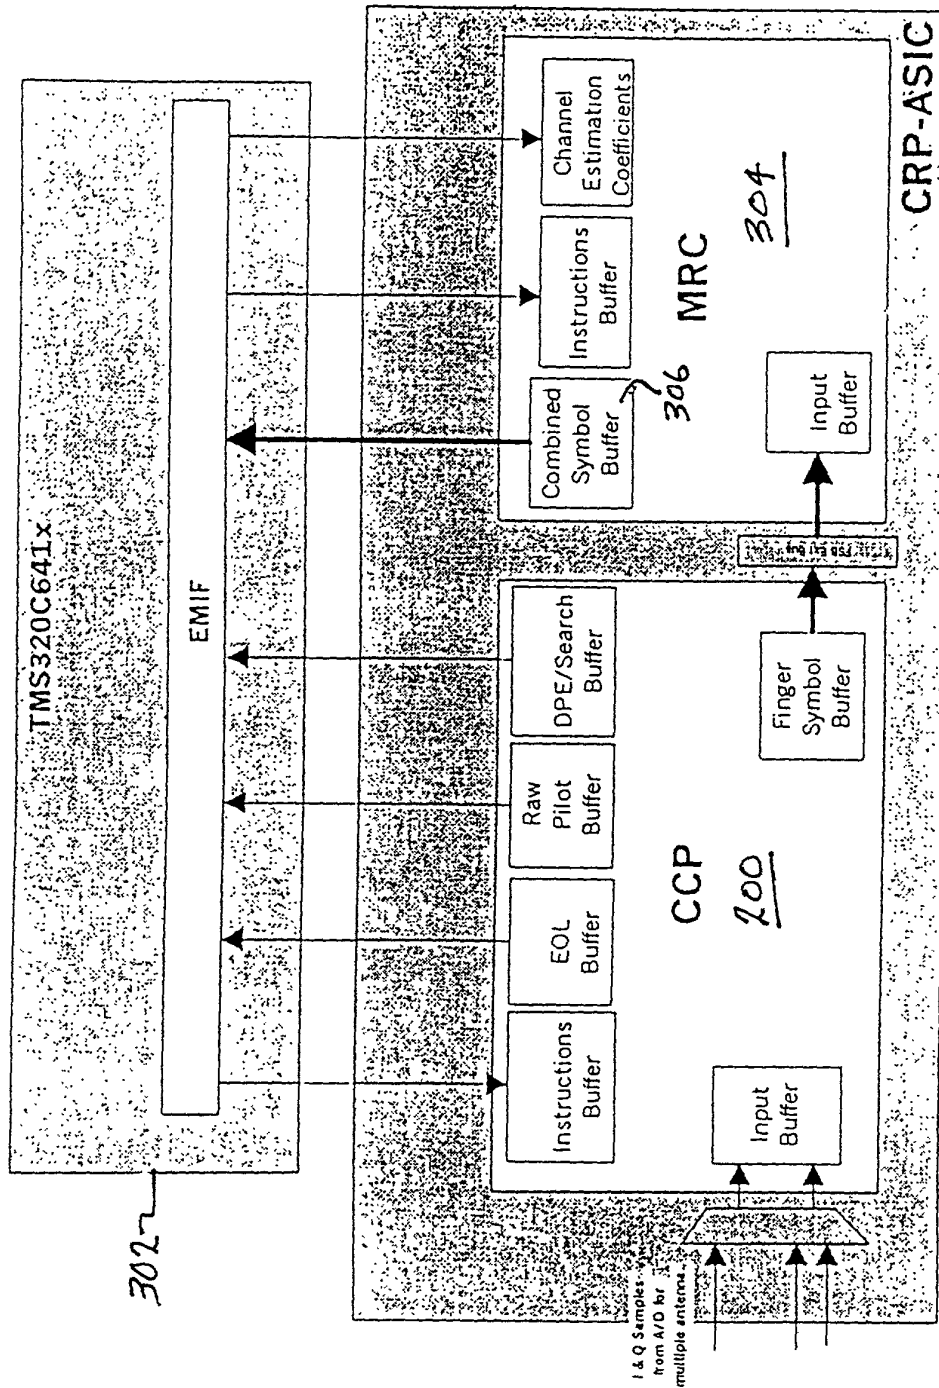 TMS320C641x
EMIF
302
Instructions
Buffer
EOL
Buffer
Raw
Pilot
Buffer
DPE/Search
Buffer
Combined
Symbol
Buffer
306
Instructions
Buffer
Channel
Estimation
Coefficients
CCP
200
MRC
304
Input
Buffer
Finger
Symbol
Buffer
Input
Buffer
I & Q Samples
from A/D for
multiple antenna
CRP-ASIC